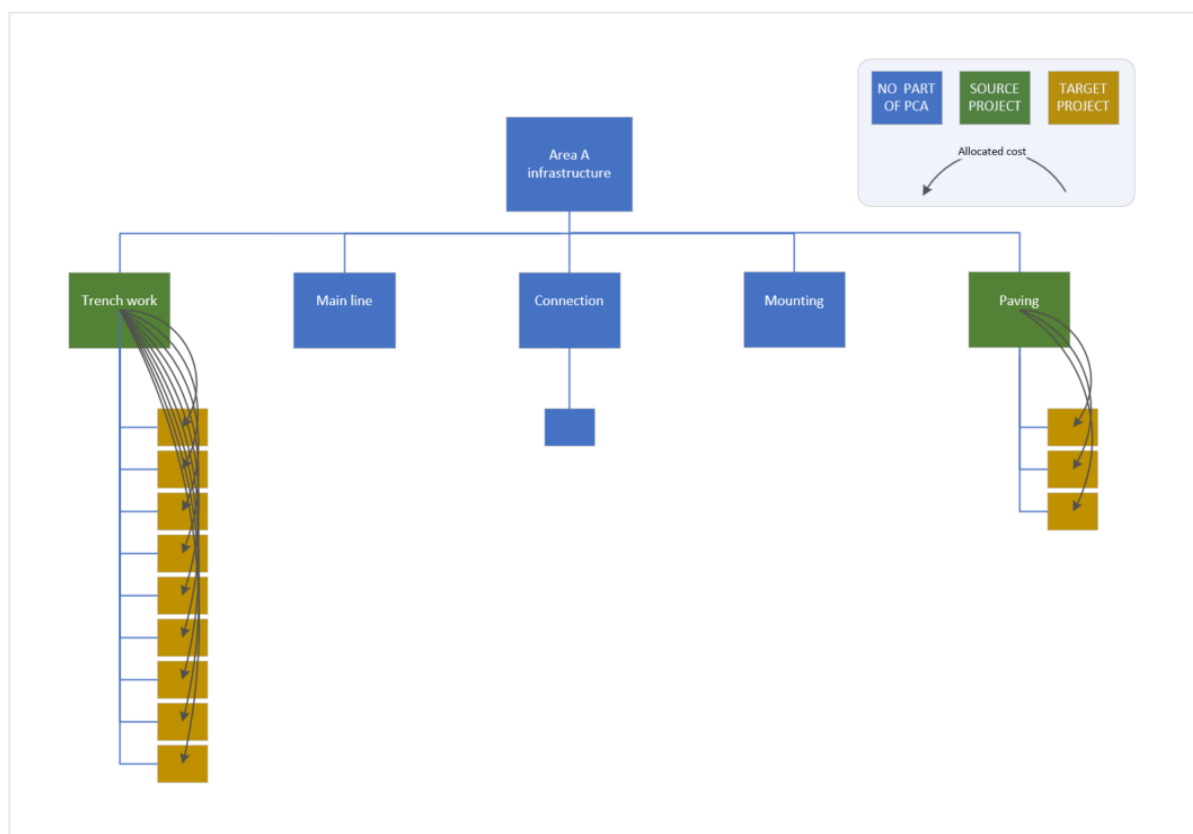 NO PART
OF PCA
SOURCE
PROJECT
TARGET
PROJECT
Allocated cost
Area A
infrastructure
Trench work
Main line
Connection
Mounting
Paving